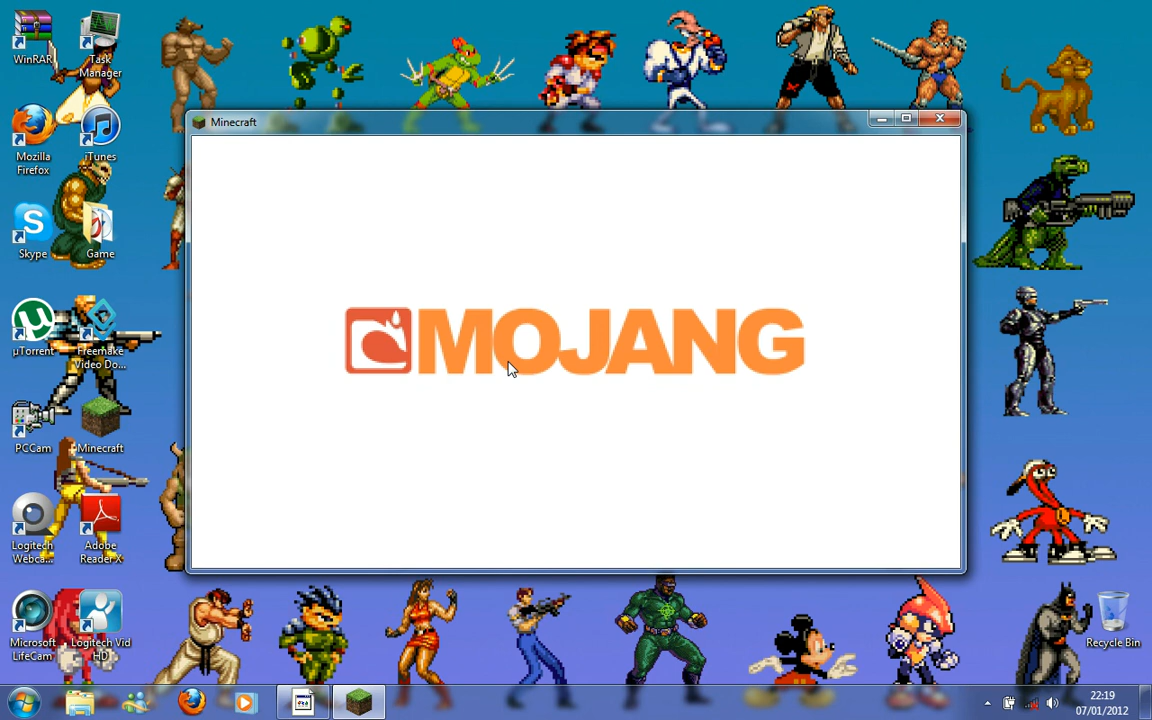 WinRAR
Task
Manager
Mozilla
Firefox
iTunes
Skype
Game
µTorrent
Freemake
Video Do...
PCCam
Minecraft
Logitech
Webca...
Adobe
Reader X
Microsoft
LifeCam
Logitech Vid
HD
Minecraft
MOJANG
Recycle Bin
22:19
07/01/2012